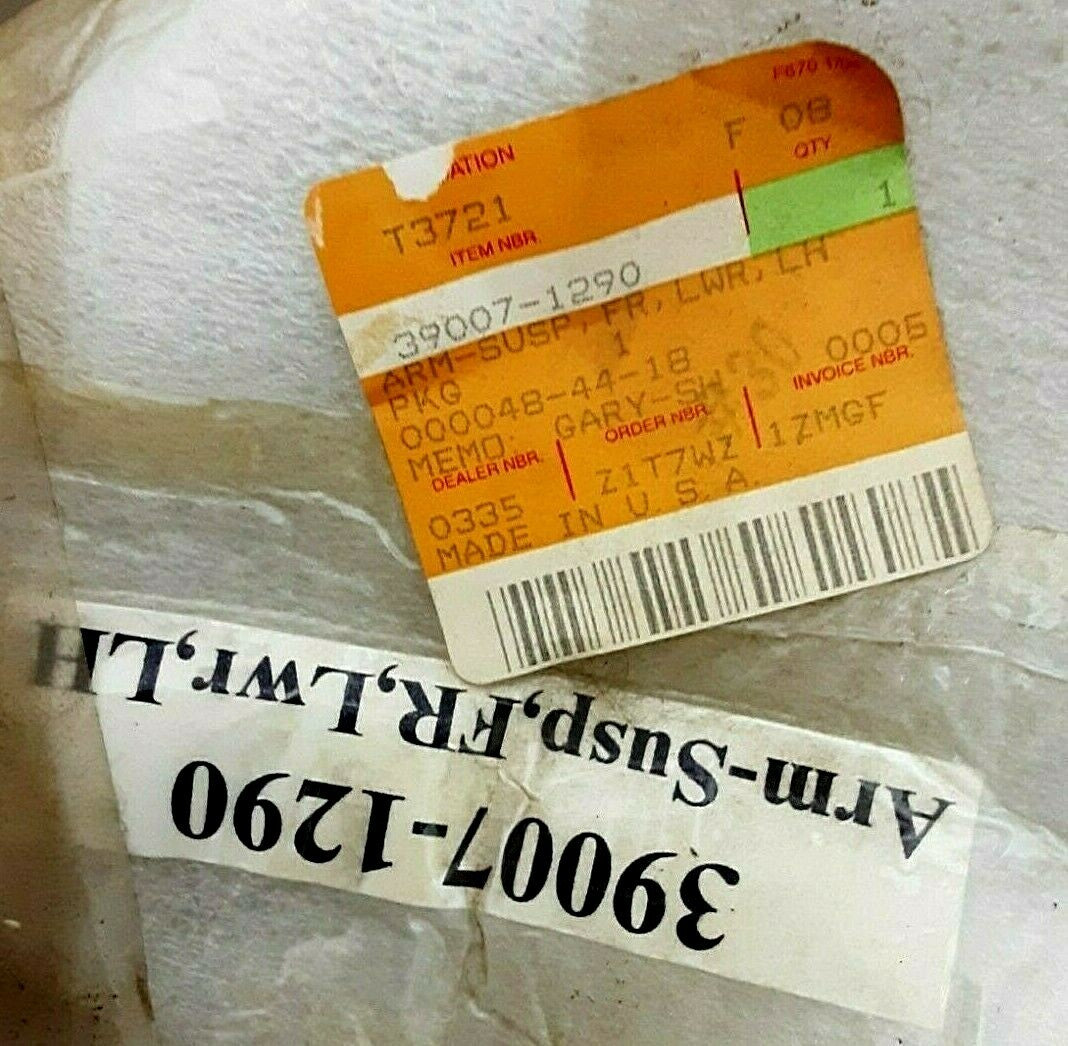 F670
F 08
ATION
QTY
T3721
1
ITEM NBR.
39007-1290
ARM-SUSP, FR, LWR, LH
PKG 1
000048-44-18 0005
MEMO: GARY-SH
DEALER NBR. ORDER NBR. INVOICE NBR.
0335 Z1T7WZ 1ZMGF
MADE IN U.S.A.
Arm-Susp,FR,Lwr,LH
39007-1290